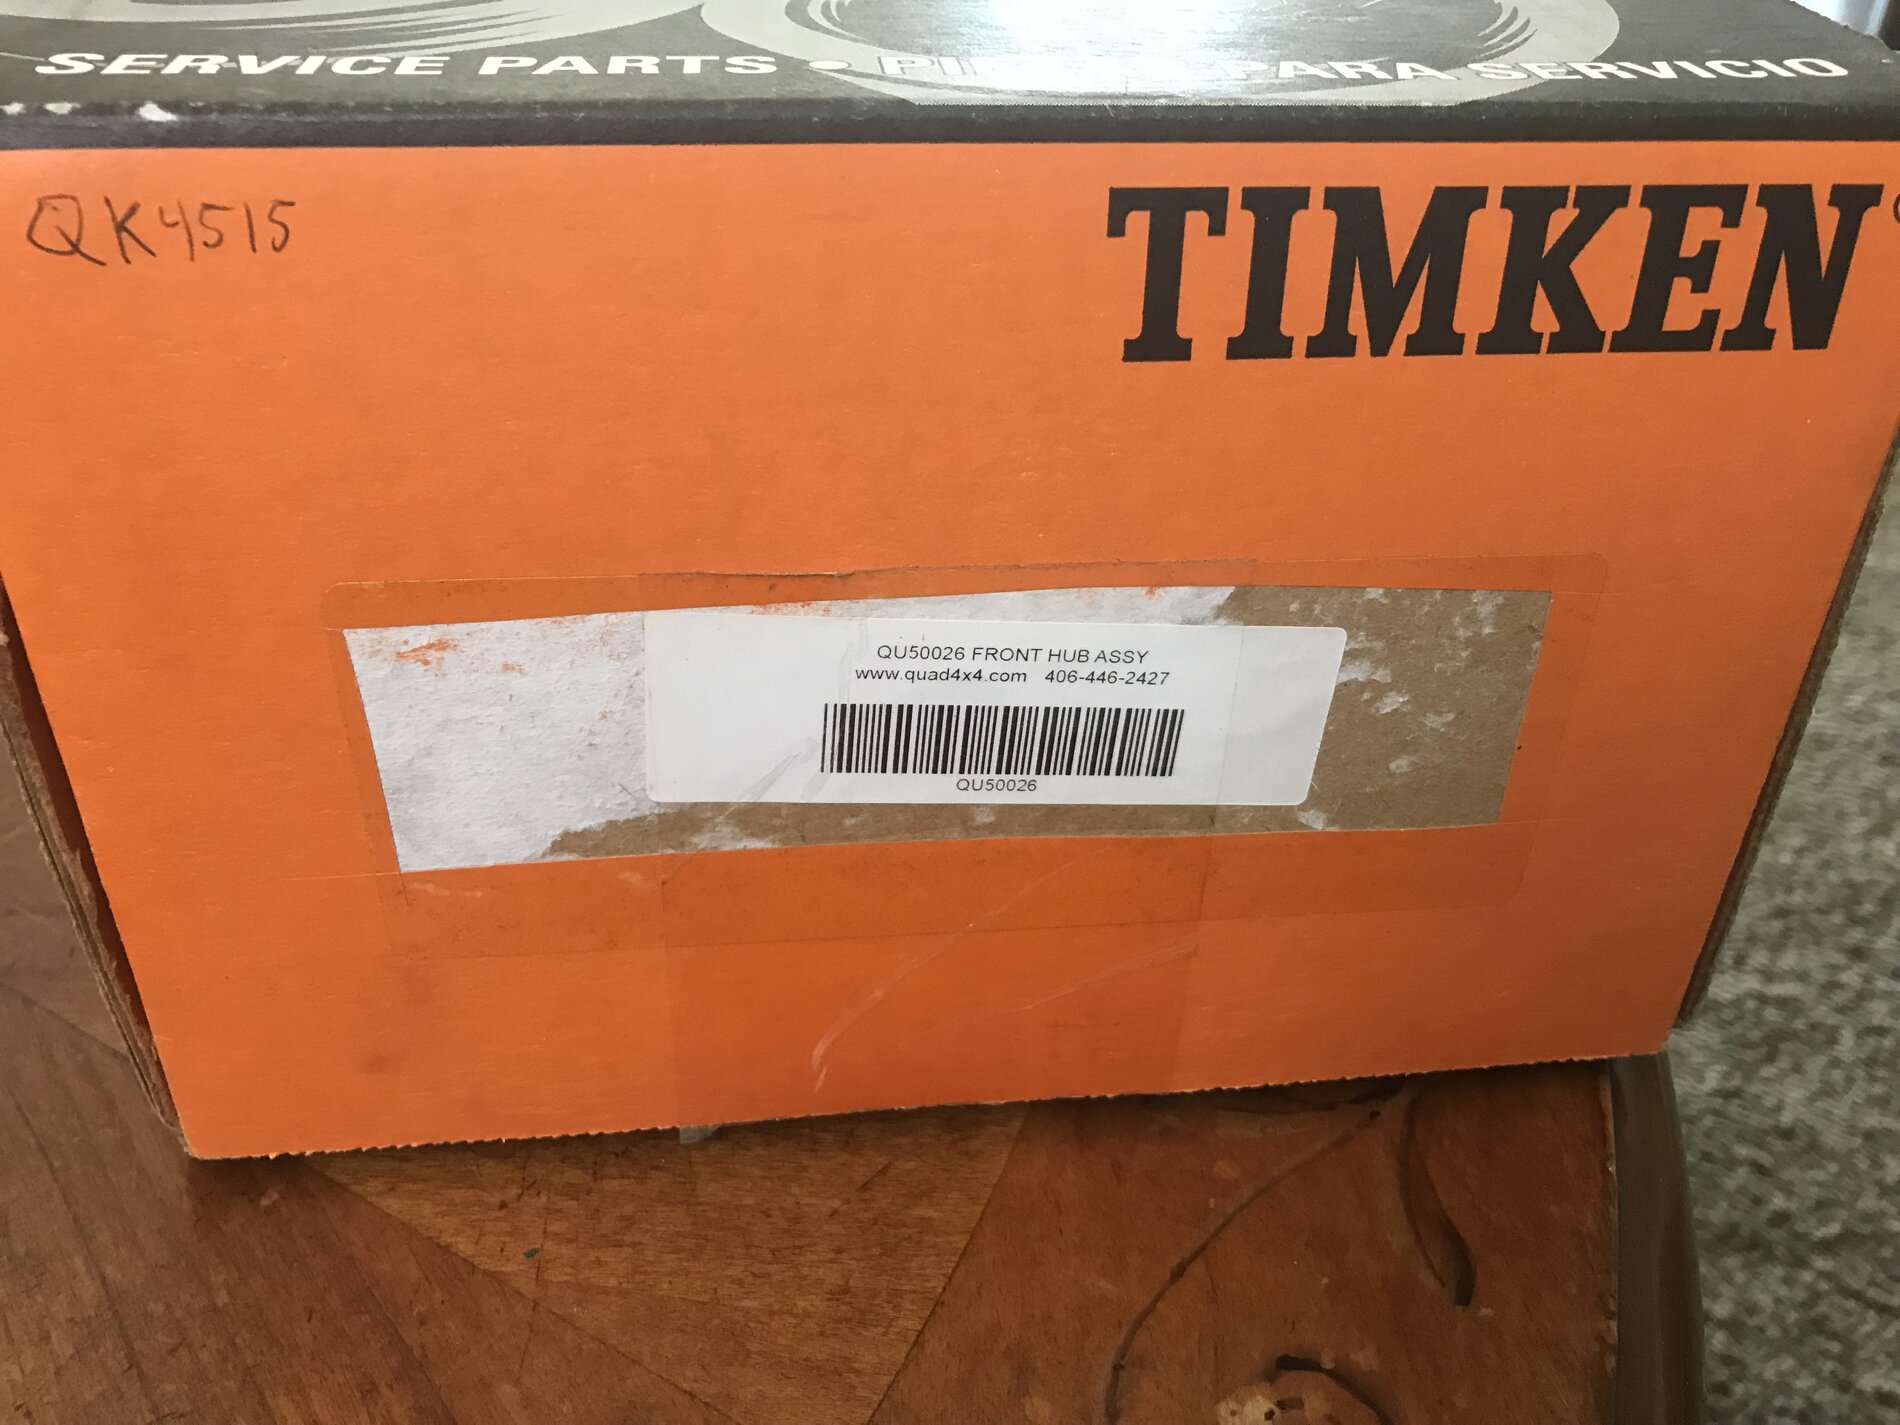 SERVICE PARTS • PARA SERVICIO
QK4515
TIMKEN
QU50026 FRONT HUB ASSY
www.quad4x4.com 406-446-2427
QU50026